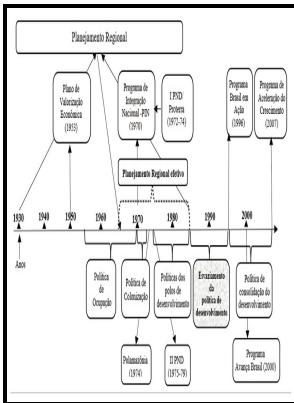 Planejamento Regional
Plano de
Valorização
Econômica
(1953)
Programa de
Integração
Nacional -PIN
(1970)
I PND/
Proterra
(1972-74)
Programa
Brasil em
Ação
(1996)
Programa de
Aceleração do
Crescimento
(2007)
Planejamento Regional efetivo
1930
1940
1950
1960
1970
1980
1990
2000
Anos
Política
de
Ocupação
Política de
Colonização
Políticas dos
polos de
desenvolvimento
Esvaziamento
da
política de
desenvolvimento
Política de
consolidação do
desenvolvimento
Polamazônia
(1974)
II PND
(1975-79)
Programa
Avança Brasil (2000)